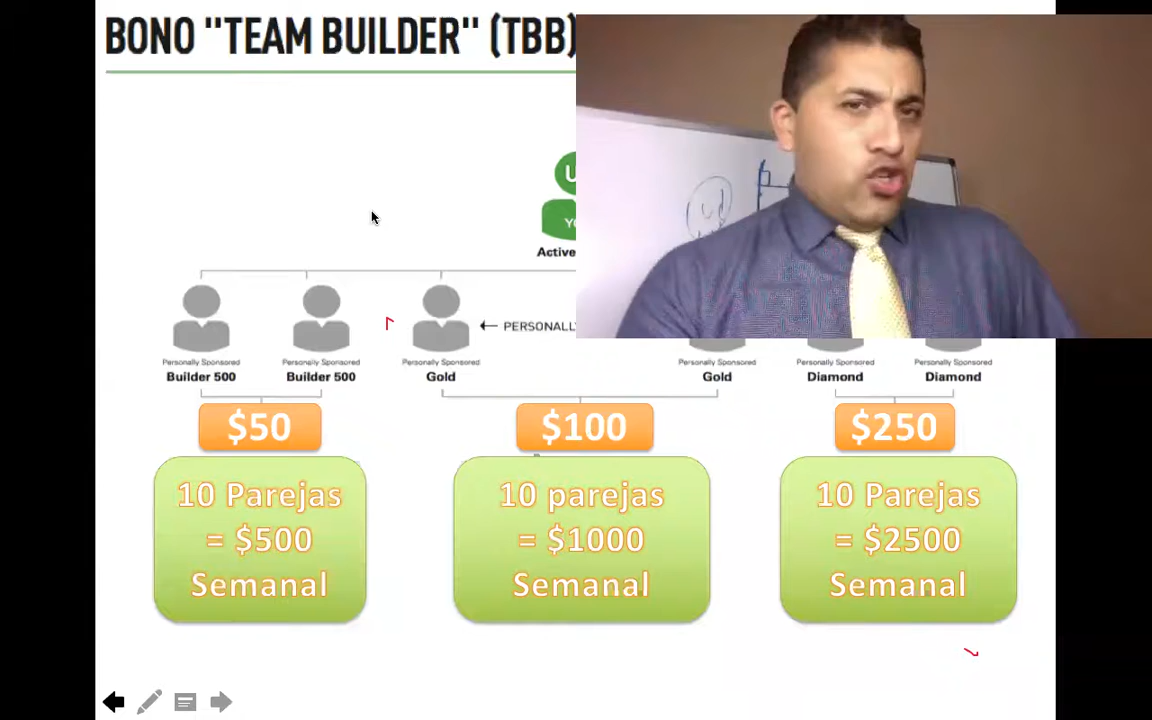 BONO "TEAM BUILDER" (TBB)
Active
PERSONALLY
Personally Sponsored
Builder 500
Personally Sponsored
Builder 500
Personally Sponsored
Gold
Personally Sponsored
Gold
Personally Sponsored
Diamond
Personally Sponsored
Diamond
$50
$100
$250
10 Parejas
= $500
Semanal
10 parejas
= $1000
Semanal
10 Parejas
= $2500
Semanal